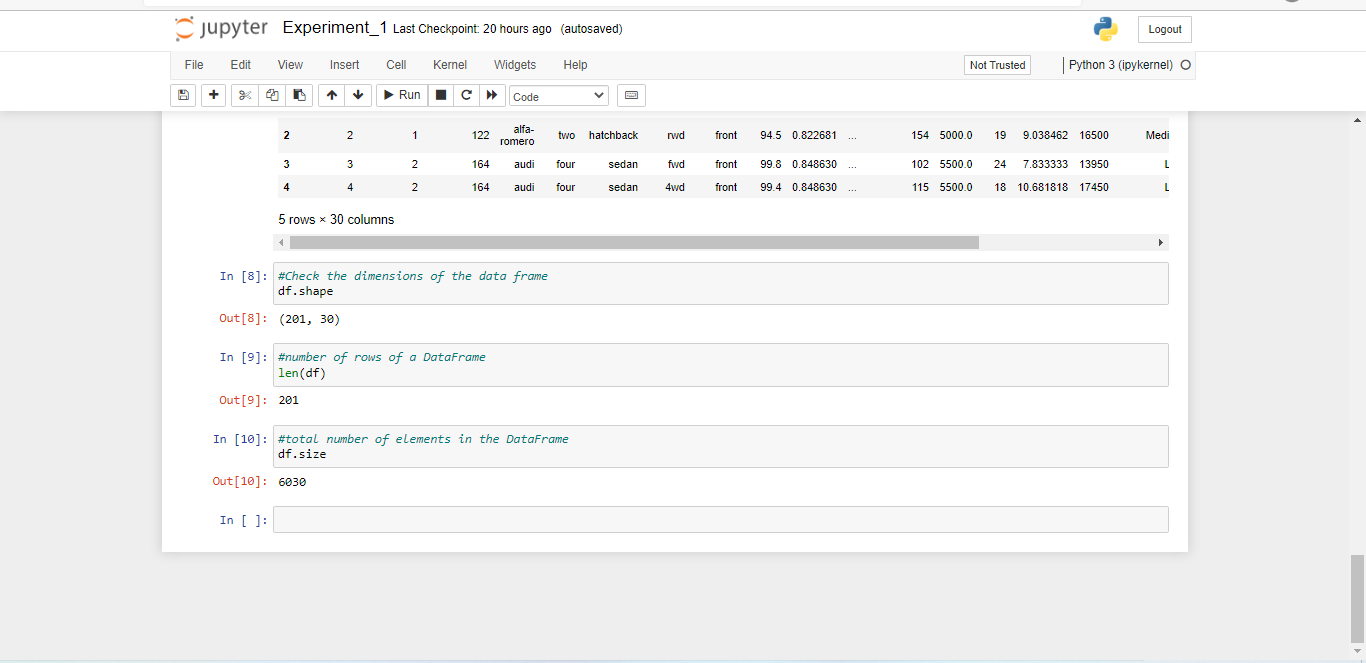 jupyter Experiment_1 Last Checkpoint: 20 hours ago (autosaved)
Logout
File Edit View Insert Cell Kernel Widgets Help
Not Trusted
Python 3 (ipykernel)
Run
Code
2 2 1 122 alfa-romero two hatchback rwd front 94.5 0.822681 ... 154 5000.0 19 9.038462 16500 Medi
3 3 2 164 audi four sedan fwd front 99.8 0.848630 ... 102 5500.0 24 7.833333 13950 L
4 4 2 164 audi four sedan 4wd front 99.4 0.848630 ... 115 5500.0 18 10.681818 17450 L
5 rows × 30 columns
In [8]: #Check the dimensions of the data frame
df.shape
Out[8]: (201, 30)
In [9]: #number of rows of a DataFrame
len(df)
Out[9]: 201
In [10]: #total number of elements in the DataFrame
df.size
Out[10]: 6030
In [ ]: